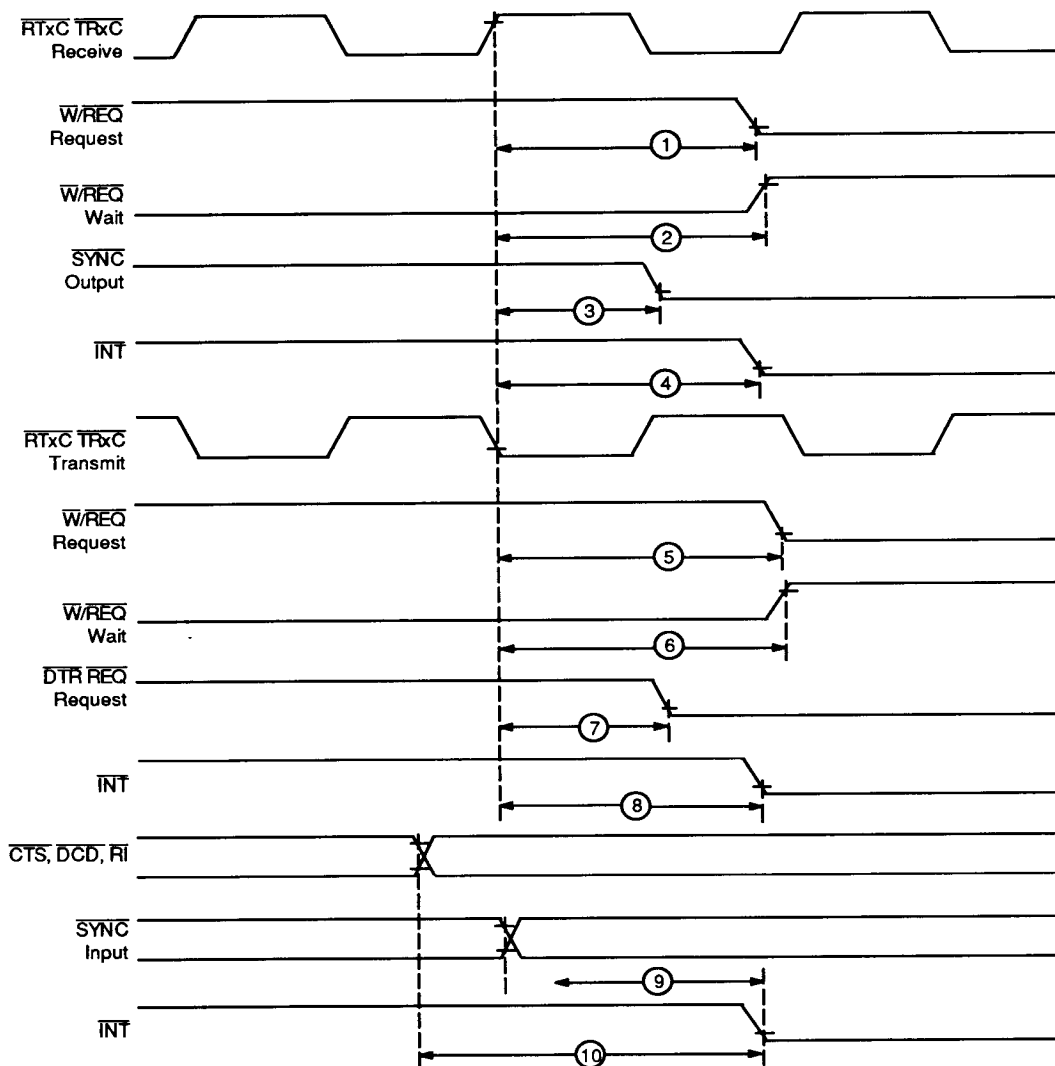 RTxC TRxC
Receive
W/REQ
Request
1
W/REQ
Wait
2
SYNC
Output
3
INT
4
RTxC TRxC
Transmit
W/REQ
Request
5
W/REQ
Wait
6
DTR REQ
Request
7
INT
8
CTS, DCD, RI
SYNC
Input
9
INT
10